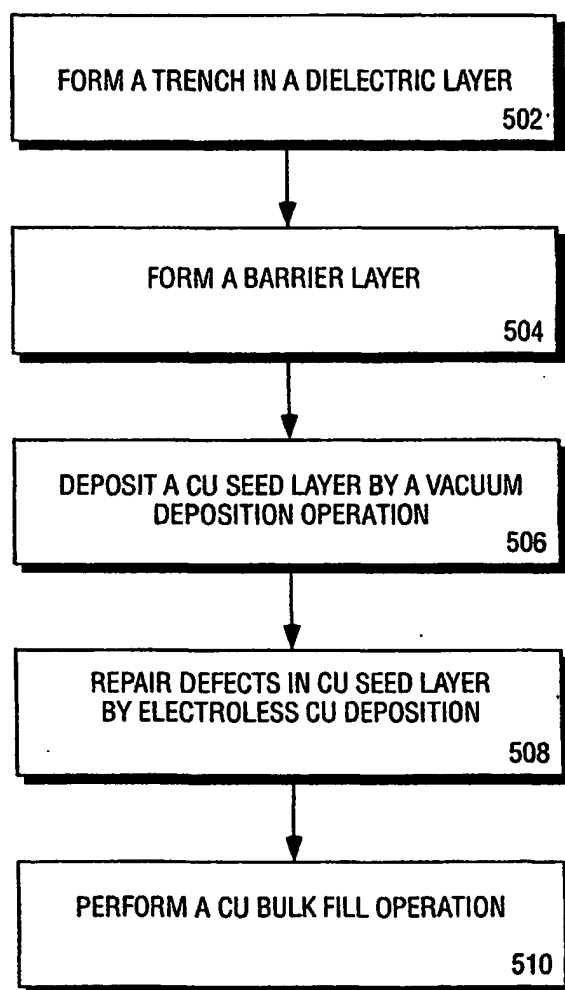 FORM A TRENCH IN A DIELECTRIC LAYER
502
FORM A BARRIER LAYER
504
DEPOSIT A CU SEED LAYER BY A VACUUM
DEPOSITION OPERATION
506
REPAIR DEFECTS IN CU SEED LAYER
BY ELECTROLESS CU DEPOSITION
508
PERFORM A CU BULK FILL OPERATION
510